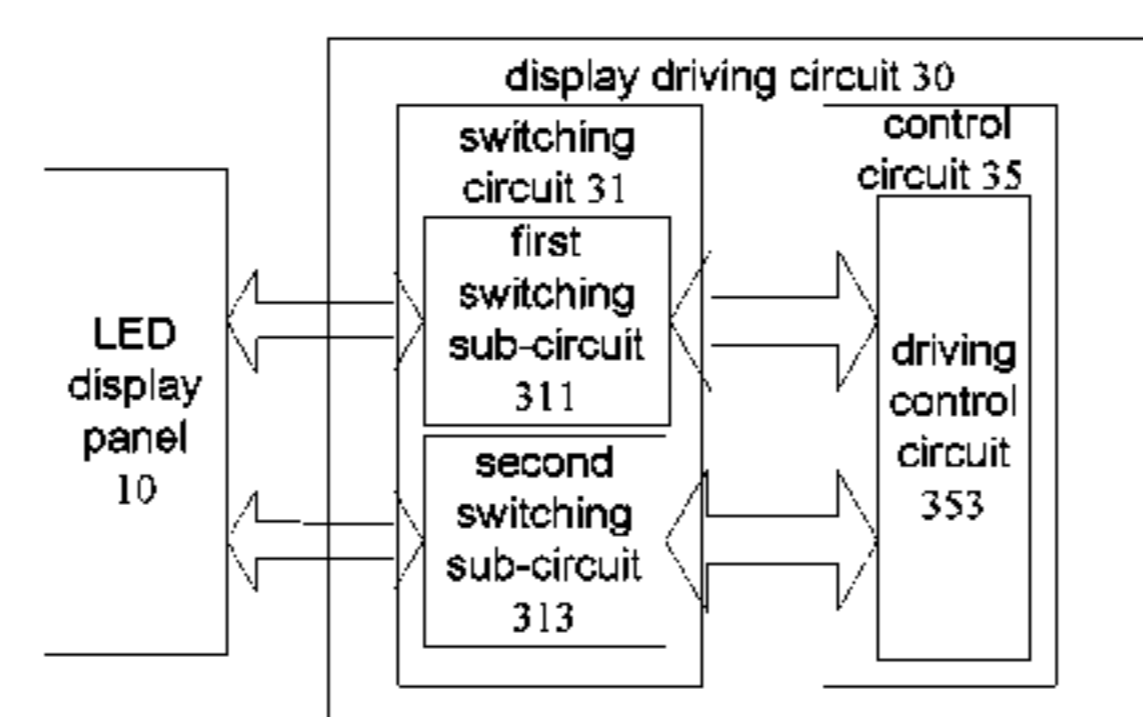 display driving circuit 30
switching
circuit 31
first
switching
sub-circuit
311
second
switching
sub-circuit
313
control
circuit 35
driving
control
circuit
353
LED
display
panel
10